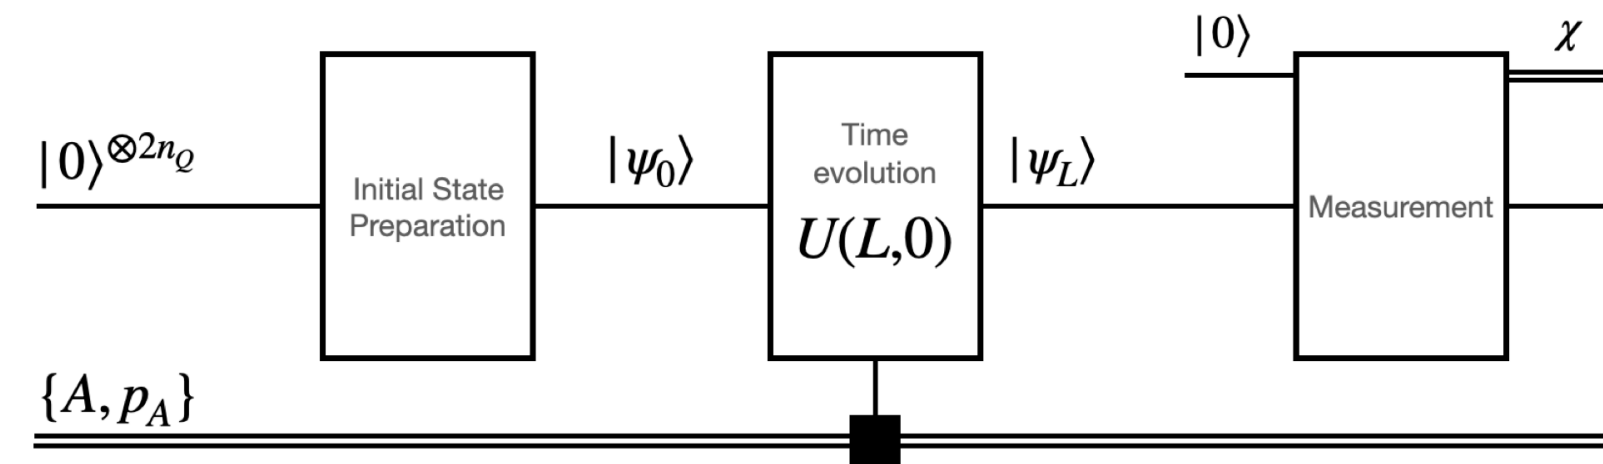 |0⟩ χ
|0⟩^{⊗2n_Q}
Initial State
Preparation
|ψ_0⟩
Time
evolution
U(L,0)
|ψ_L⟩
Measurement
{A, p_A}